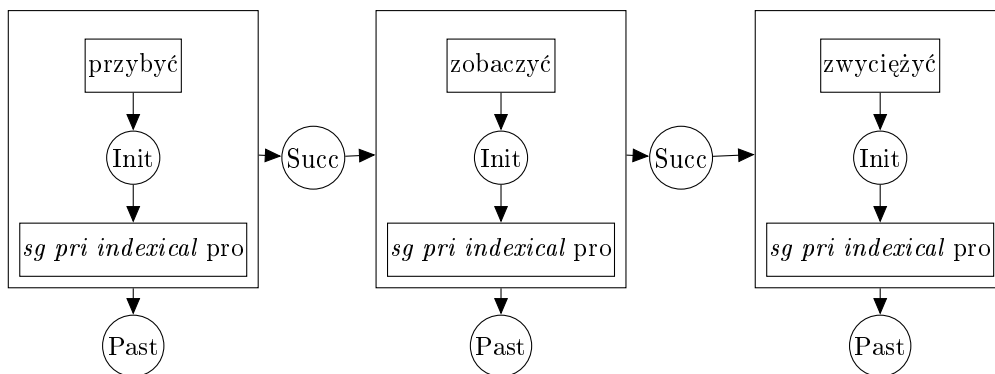 przybyć zobaczyć zwyciężyć
Init Succ Init Succ Init
sg pri indexical pro sg pri indexical pro sg pri indexical pro
Past Past Past